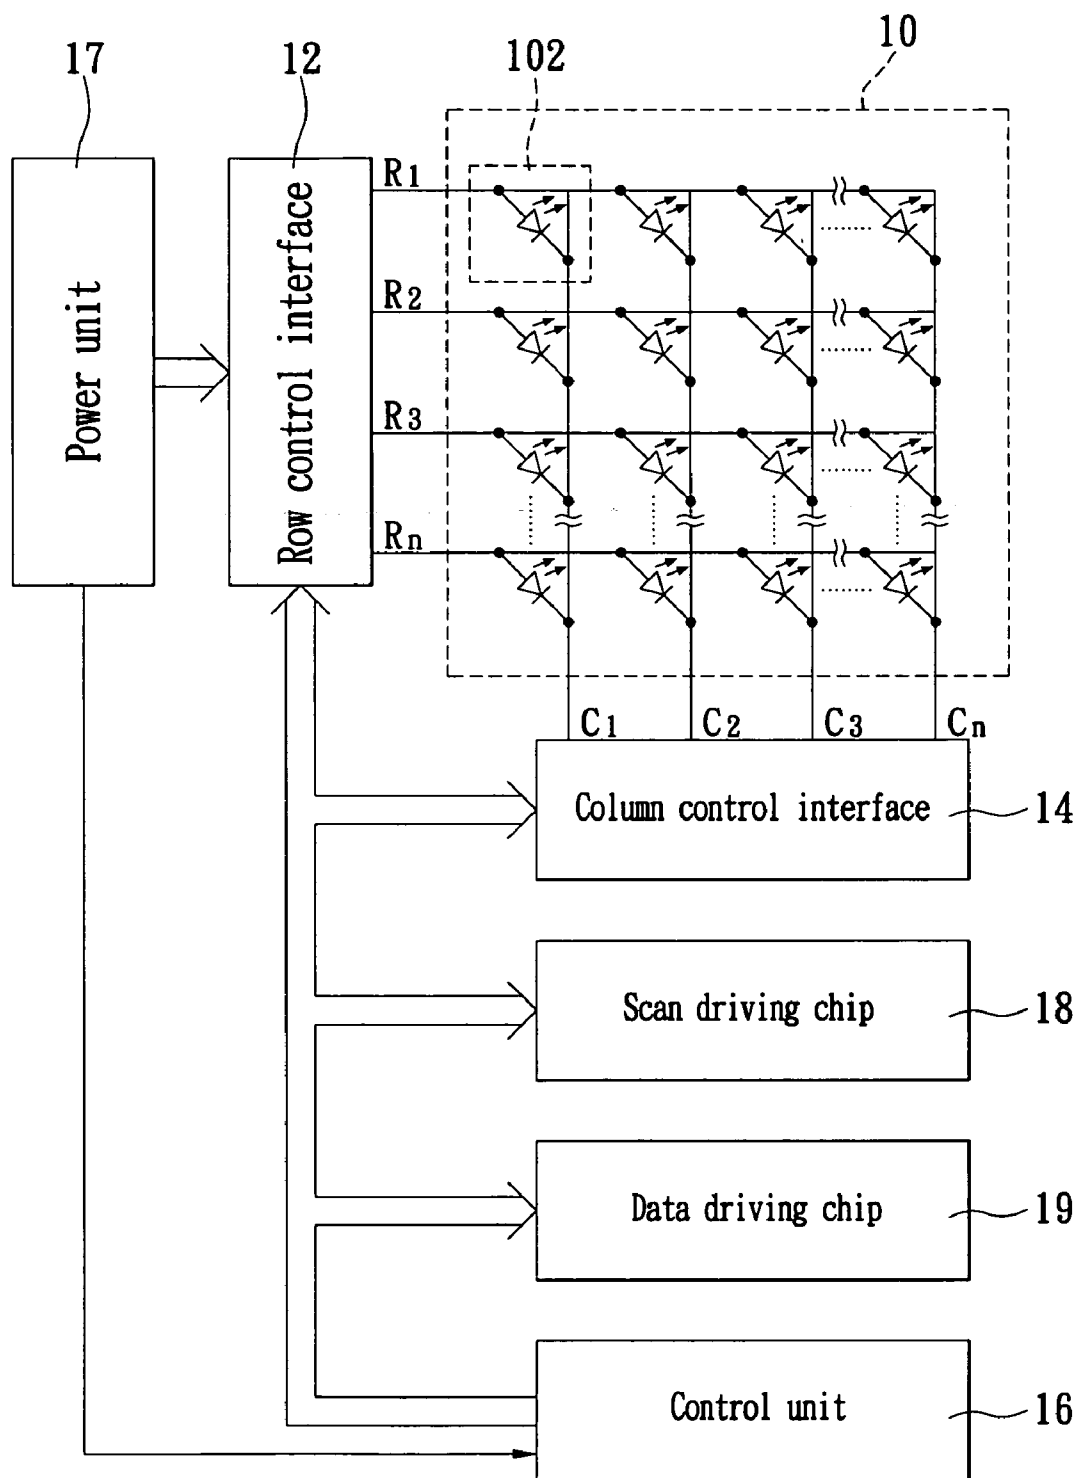 10
17
12
102
R1
R2
R3
Rn
Power unit
Row control interface
C1
C2
C3
Cn
Column control interface
14
Scan driving chip
18
Data driving chip
19
Control unit
16